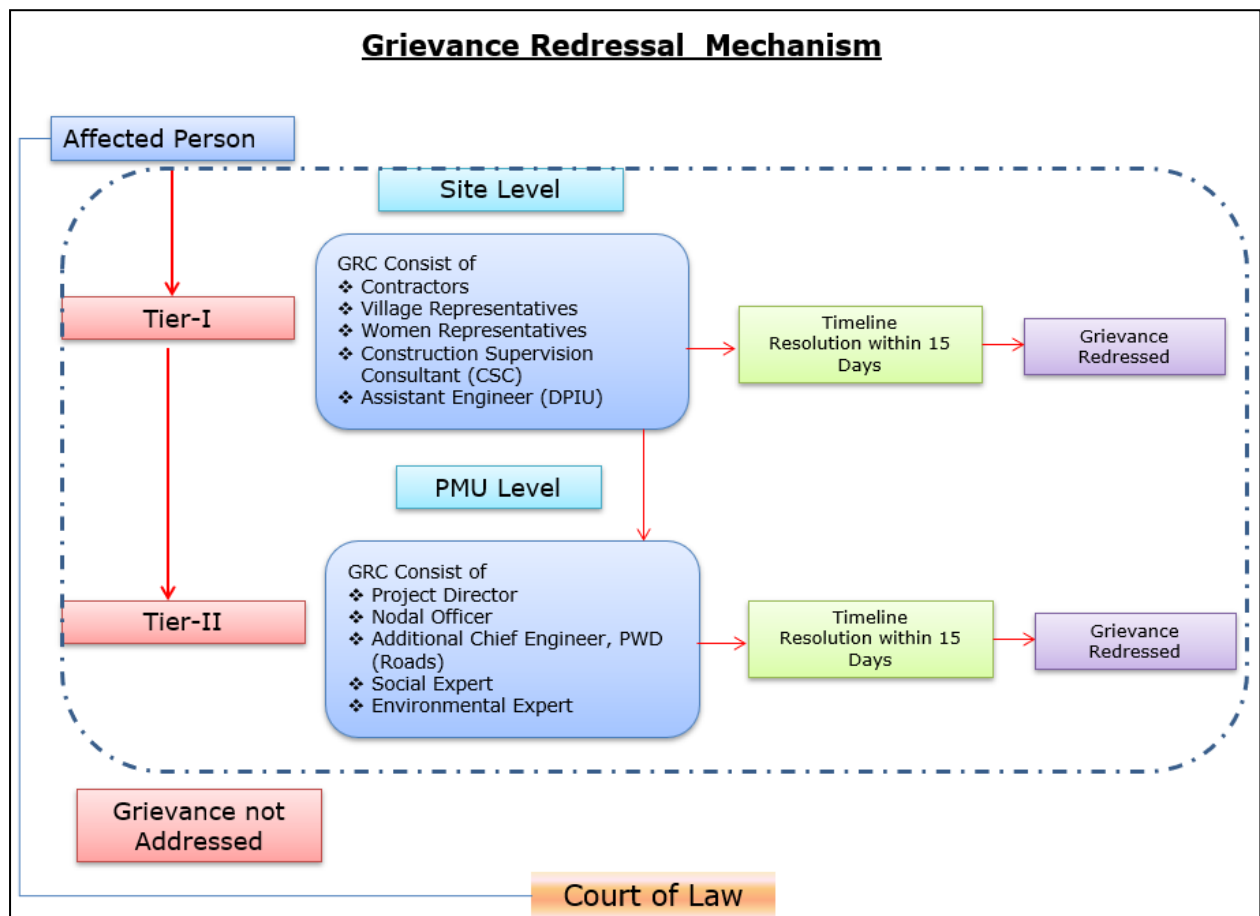 Grievance Redressal Mechanism
Affected Person
Site Level
GRC Consist of
❖ Contractors
❖ Village Representatives
❖ Women Representatives
❖ Construction Supervision
Consultant (CSC)
❖ Assistant Engineer (DPIU)
Tier-I
Timeline
Resolution within 15
Days
Grievance
Redressed
PMU Level
GRC Consist of
❖ Project Director
❖ Nodal Officer
❖ Additional Chief Engineer, PWD
(Roads)
❖ Social Expert
❖ Environmental Expert
Tier-II
Timeline
Resolution within 15
Days
Grievance
Redressed
Grievance not
Addressed
Court of Law